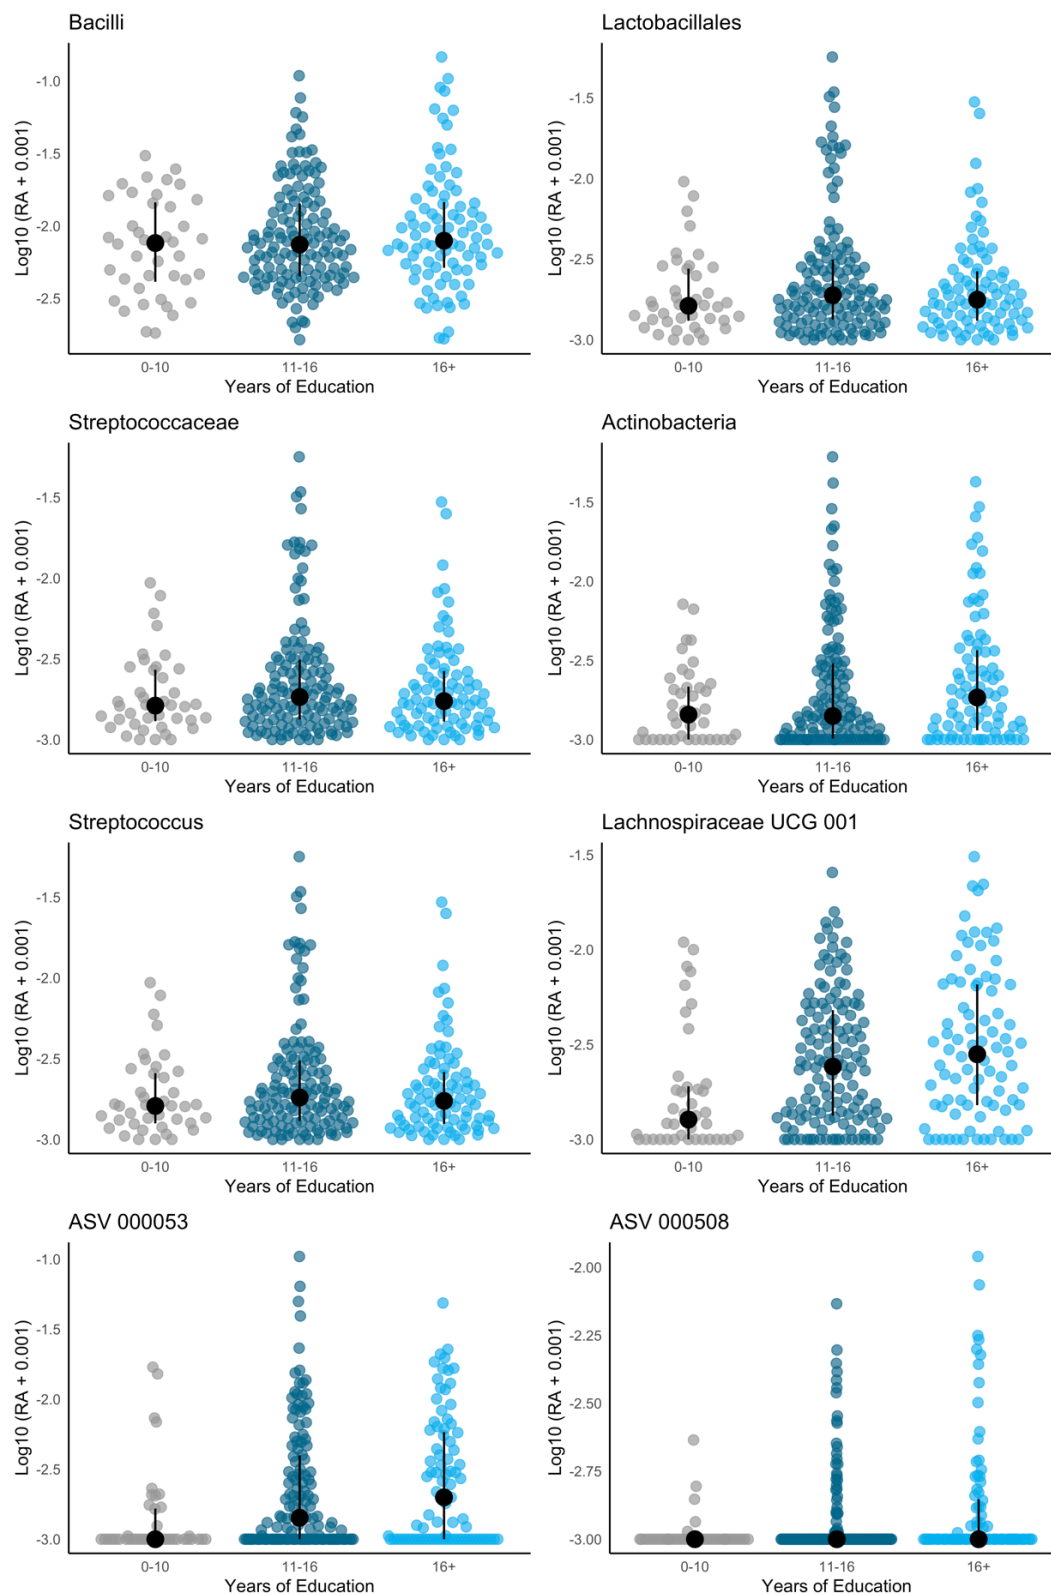 Bacilli
Log10 (RA + 0.001)
-1.0
-1.5
-2.0
-2.5
0-10 11-16 16+
Years of Education
Lactobacillales
Log10 (RA + 0.001)
-1.5
-2.0
-2.5
-3.0
0-10 11-16 16+
Years of Education
Streptococcaceae
Log10 (RA + 0.001)
-1.5
-2.0
-2.5
-3.0
0-10 11-16 16+
Years of Education
Actinobacteria
Log10 (RA + 0.001)
-1.5
-2.0
-2.5
-3.0
0-10 11-16 16+
Years of Education
Streptococcus
Log10 (RA + 0.001)
-1.5
-2.0
-2.5
-3.0
0-10 11-16 16+
Years of Education
Lachnospiraceae UCG 001
Log10 (RA + 0.001)
-1.5
-2.0
-2.5
-3.0
0-10 11-16 16+
Years of Education
ASV 000053
Log10 (RA + 0.001)
-1.0
-1.5
-2.0
-2.5
-3.0
0-10 11-16 16+
Years of Education
ASV 000508
Log10 (RA + 0.001)
-2.00
-2.25
-2.50
-2.75
-3.00
0-10 11-16 16+
Years of Education